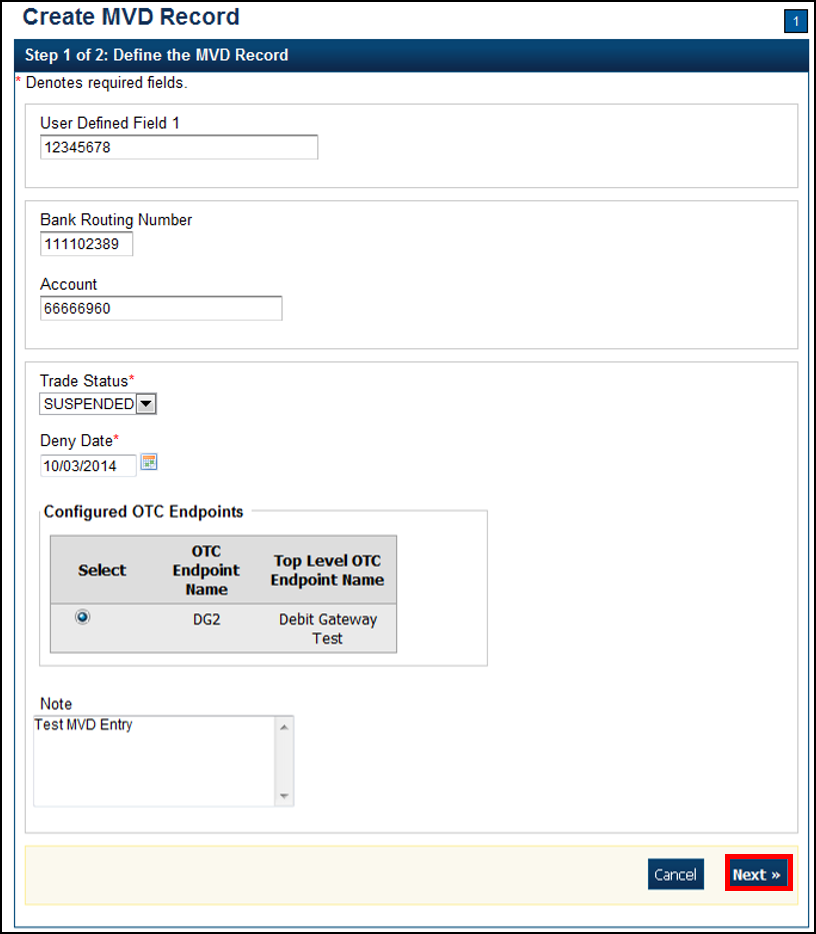 Create MVD Record
1
Step 1 of 2: Define the MVD Record
* Denotes required fields.
User Defined Field 1
12345678
Bank Routing Number
111102389
Account
66666960
Trade Status*
SUSPENDED
Deny Date*
10/03/2014
Configured OTC Endpoints
Select
OTC
Endpoint
Name
Top Level OTC
Endpoint Name
DG2
Debit Gateway
Test
Note
Test MVD Entry
Cancel
Next »